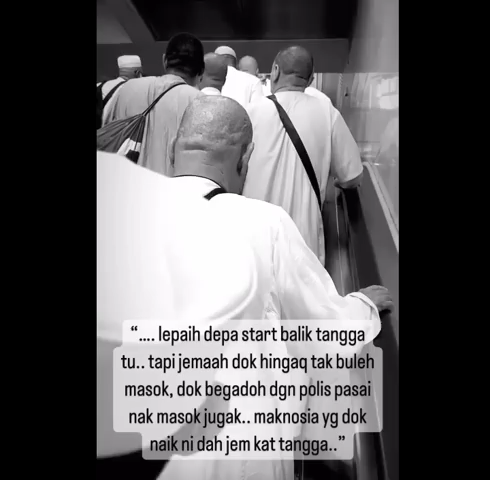 “.... lepaih depa start balik tangga
tu.. tapi jemaah dok hingaq tak buleh
masok, dok begadoh dgn polis pasai
nak masok jugak.. maknosia yg dok
naik ni dah jem kat tangga..”